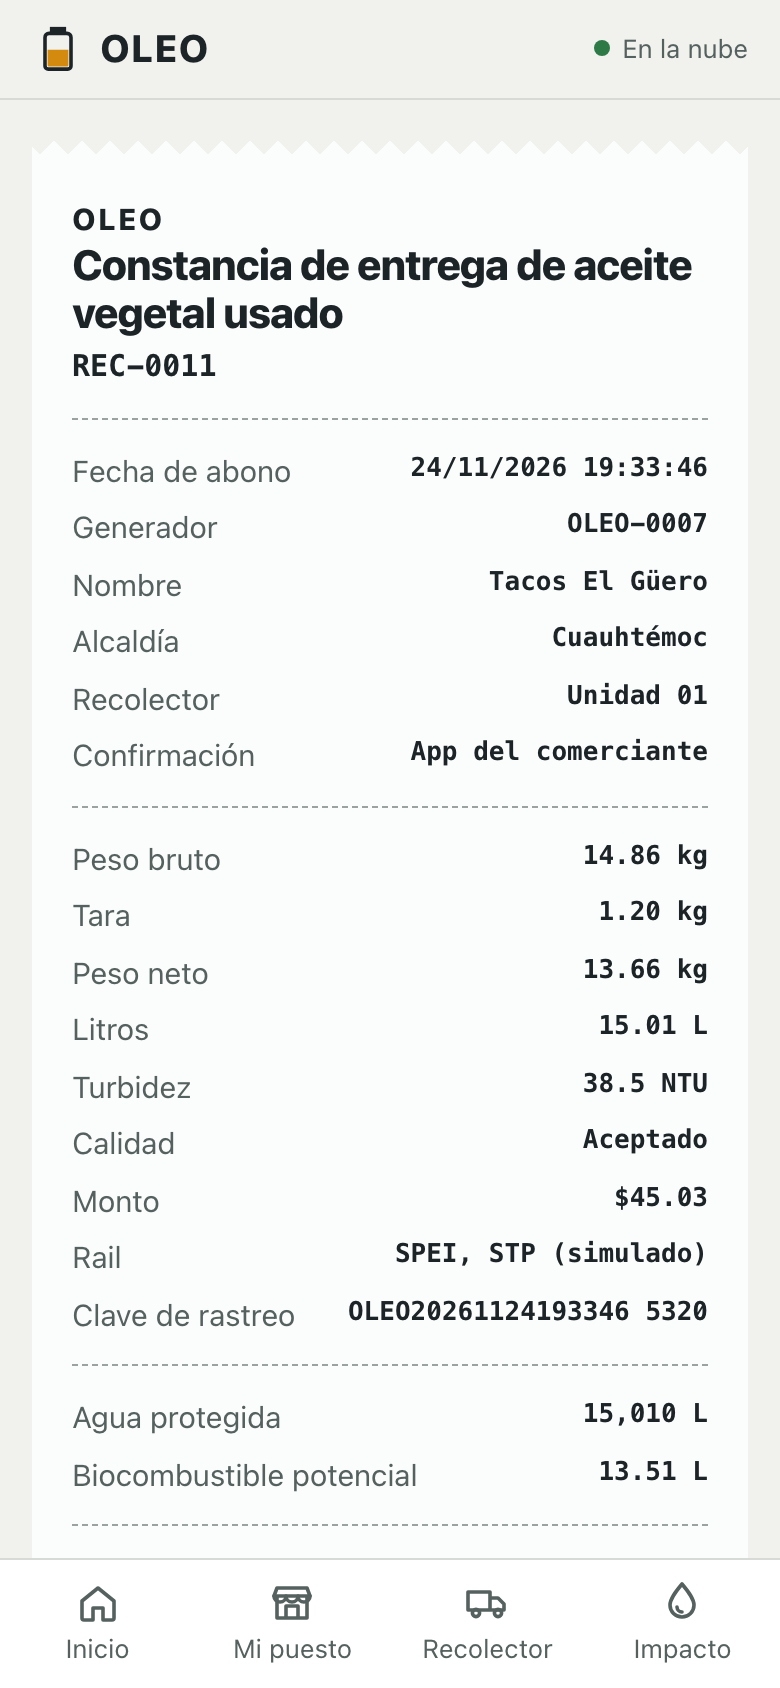 OLEO
En la nube
OLEO
Constancia de entrega de aceite
vegetal usado
REC–0011
Fecha de abono 24/11/2026 19:33:46
Generador OLEO–0007
Nombre Tacos El Güero
Alcaldía Cuauhtémoc
Recolector Unidad 01
Confirmación App del comerciante
Peso bruto 14.86 kg
Tara 1.20 kg
Peso neto 13.66 kg
Litros 15.01 L
Turbidez 38.5 NTU
Calidad Aceptado
Monto $45.03
Rail SPEI, STP (simulado)
Clave de rastreo OLEO20261124193346 5320
Agua protegida 15,010 L
Biocombustible potencial 13.51 L
Inicio Mi puesto Recolector Impacto